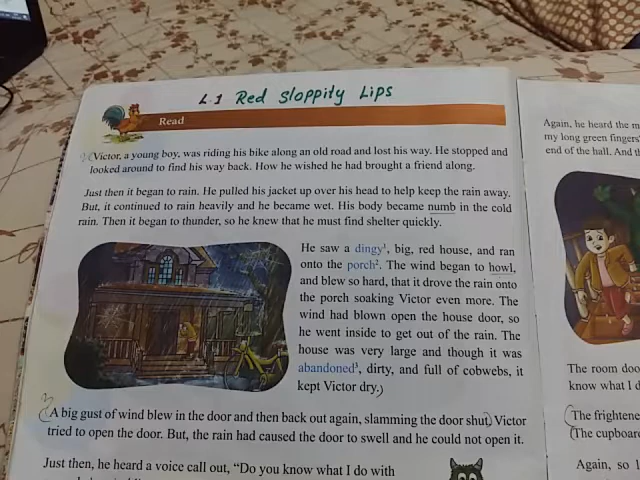 L.1 Red Sloppity Lips
Read
Victor, a young boy, was riding his bike along an old road and lost his way. He stopped and
looked around to find his way back. How he wished he had brought a friend along.
Just then it began to rain. He pulled his jacket up over his head to help keep the rain away.
But, it continued to rain heavily and he became wet. His body became numb in the cold
rain. Then it began to thunder, so he knew that he must find shelter quickly.
He saw a dingy¹, big, red house, and ran
onto the porch². The wind began to howl,
and blew so hard, that it drove the rain onto
the porch soaking Victor even more. The
wind had blown open the house door, so
he went inside to get out of the rain. The
house was very large and though it was
abandoned³, dirty, and full of cobwebs, it
kept Victor dry.)
A big gust of wind blew in the door and then back out again, slamming the door shut.) Victor
tried to open the door. But, the rain had caused the door to swell and he could not open it.
Just then, he heard a voice call out, “Do you know what I do with
Again, he heard the
my long green fingers
end of the hall. And
The room
know what I
(The
(The
Again, so